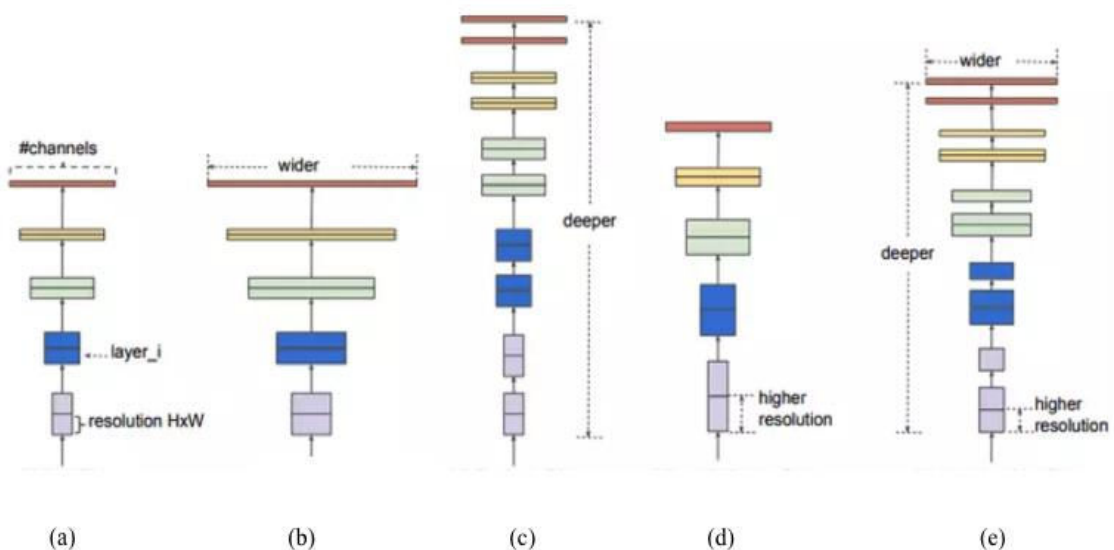 #channels
layer_i
resolution HxW
wider
deeper
higher
resolution
wider
deeper
higher
resolution
(a)
(b)
(c)
(d)
(e)